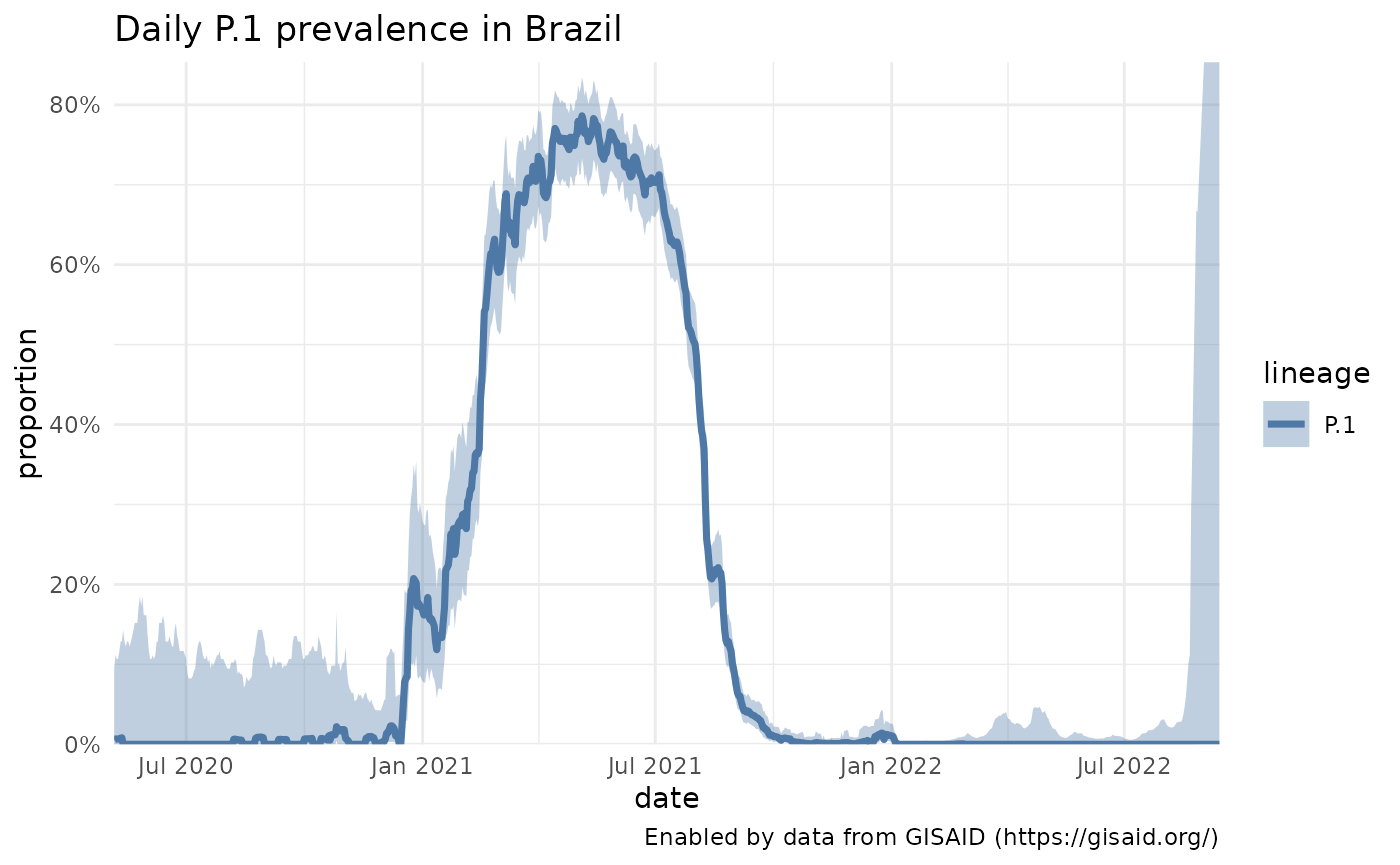 Daily P.1 prevalence in Brazil
proportion
80%
60%
40%
20%
0%
Jul 2020
Jan 2021
Jul 2021
Jan 2022
Jul 2022
date
lineage
P.1
Enabled by data from GISAID (https://gisaid.org/)